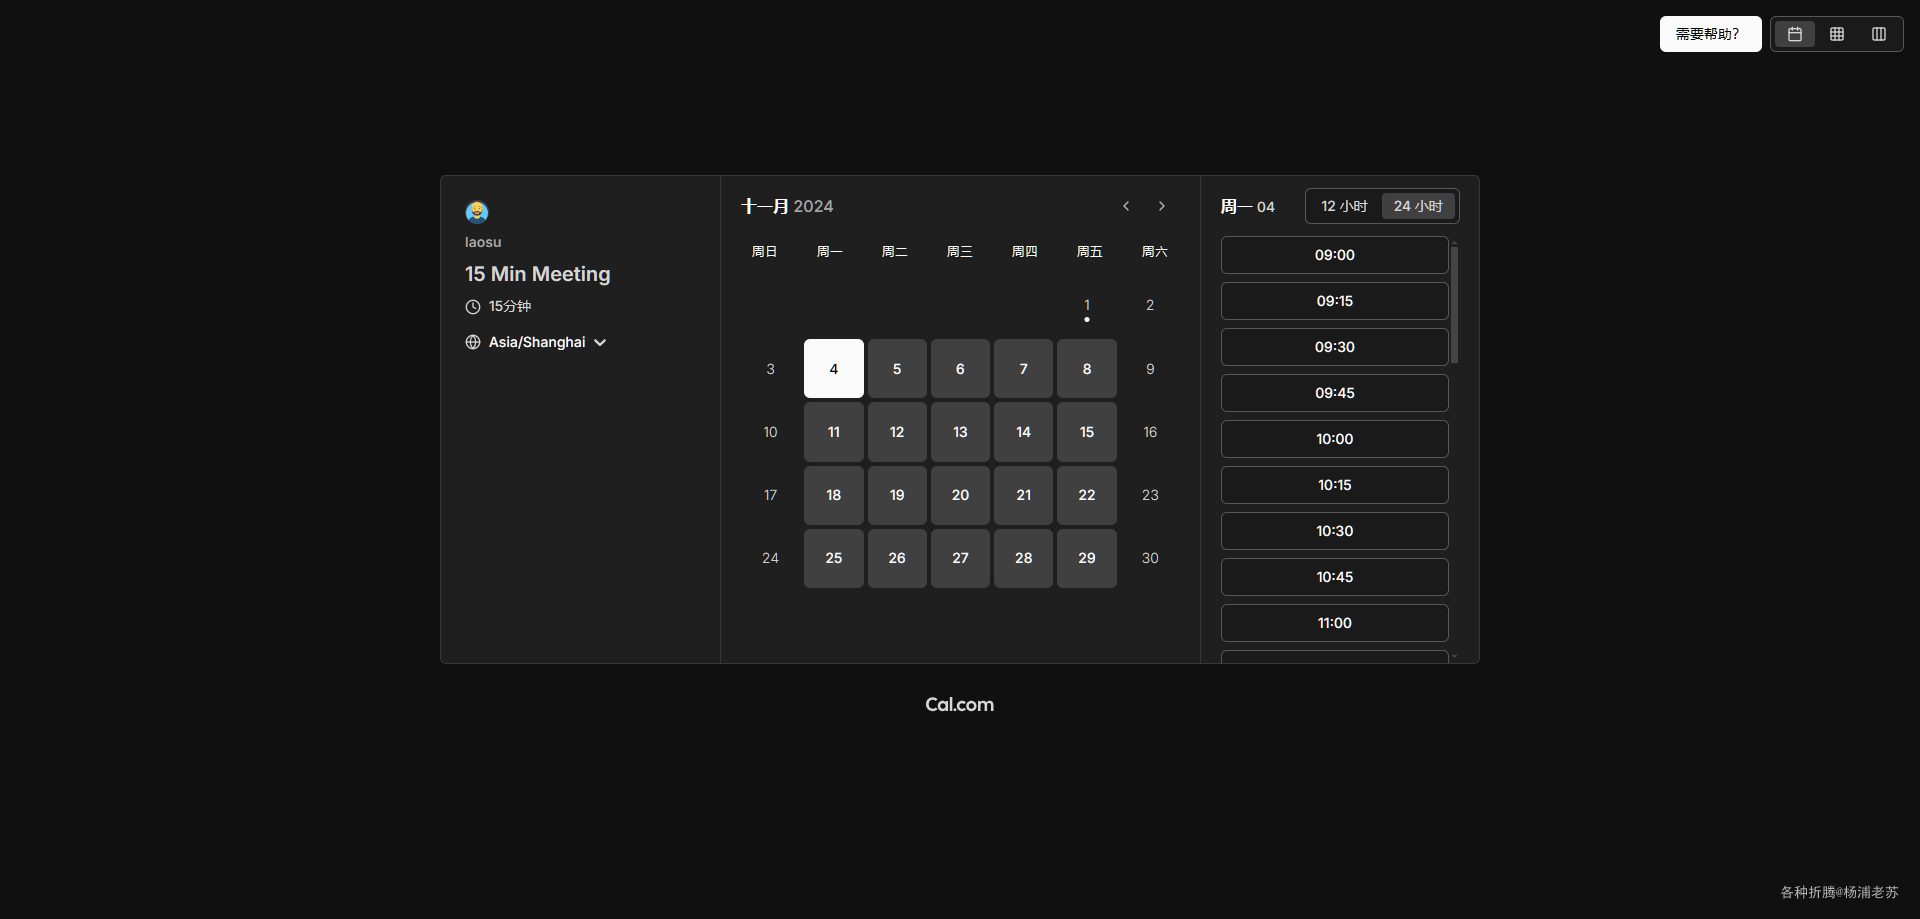 需要帮助？
laosu
15 Min Meeting
15分钟
Asia/Shanghai
十一月 2024
周日 周一 周二 周三 周四 周五 周六
1 2
3 4 5 6 7 8 9
10 11 12 13 14 15 16
17 18 19 20 21 22 23
24 25 26 27 28 29 30
周一 04
12 小时 24 小时
09:00
09:15
09:30
09:45
10:00
10:15
10:30
10:45
11:00
Cal.com
各种折腾@杨浦老苏